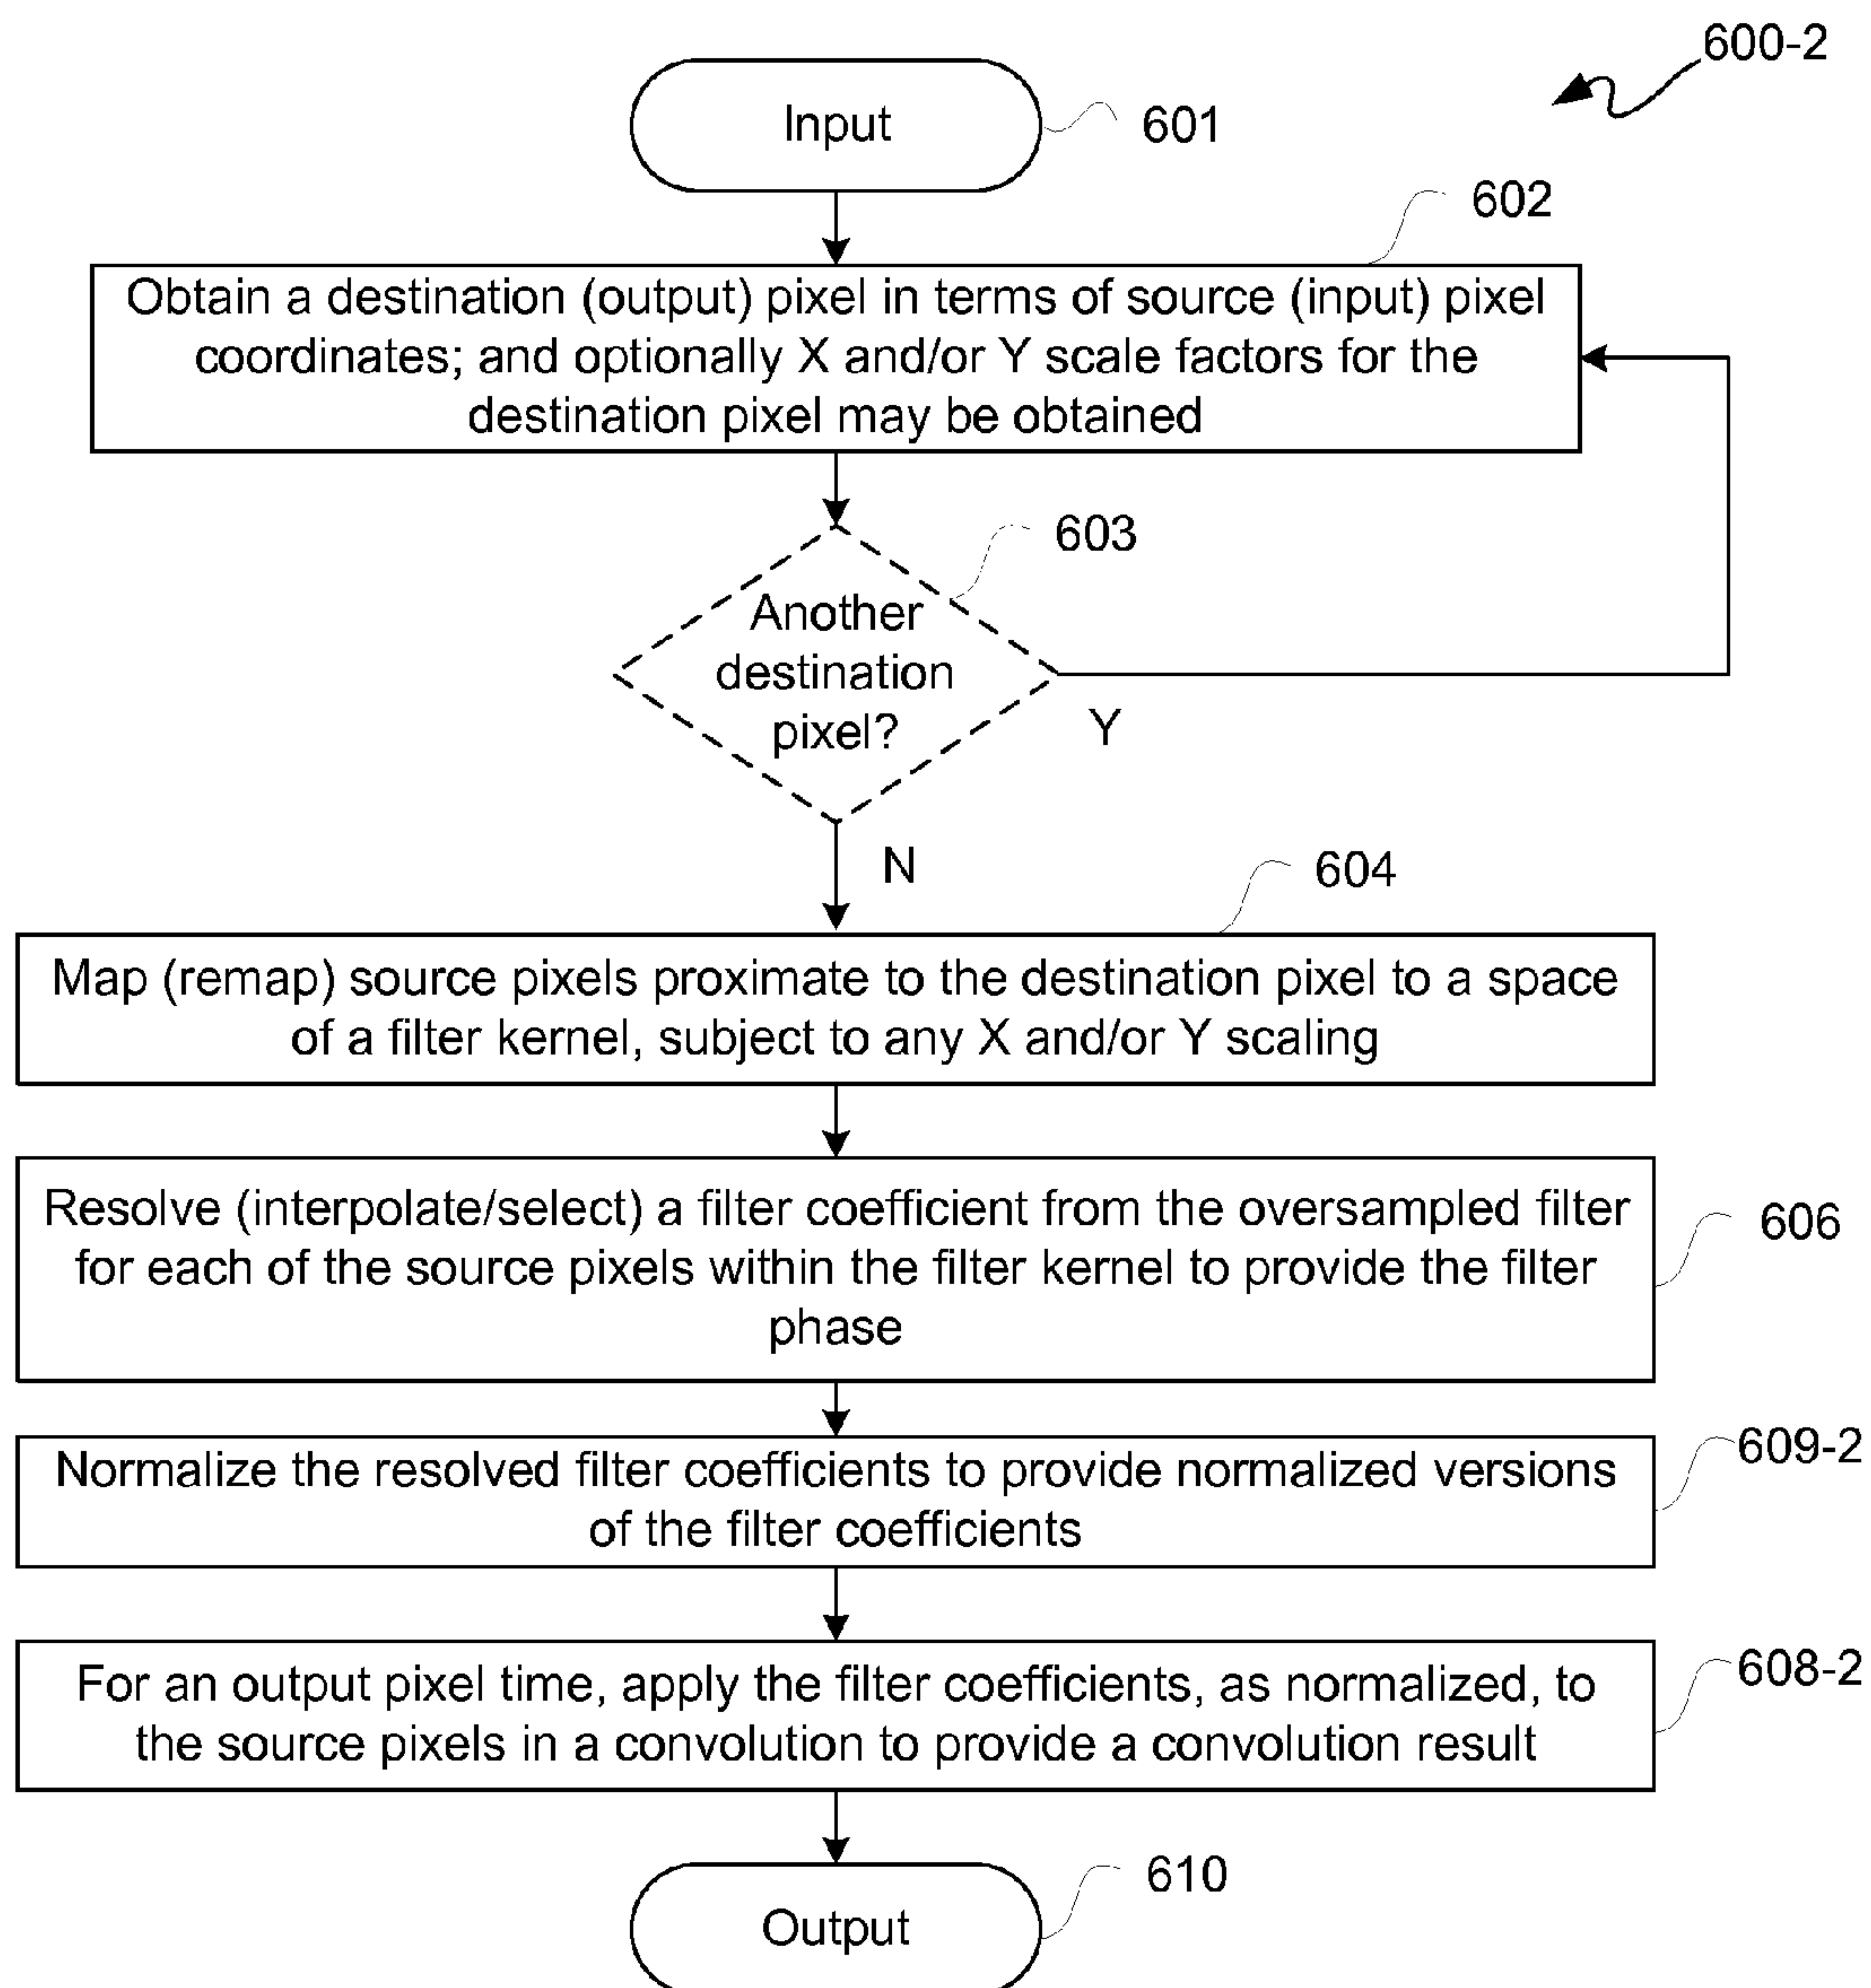 600-2
Input
601
602
Obtain a destination (output) pixel in terms of source (input) pixel
coordinates; and optionally X and/or Y scale factors for the
destination pixel may be obtained
603
Another
destination
pixel?
Y
N
604
Map (remap) source pixels proximate to the destination pixel to a space
of a filter kernel, subject to any X and/or Y scaling
Resolve (interpolate/select) a filter coefficient from the oversampled filter
for each of the source pixels within the filter kernel to provide the filter
phase
606
Normalize the resolved filter coefficients to provide normalized versions
of the filter coefficients
609-2
For an output pixel time, apply the filter coefficients, as normalized, to
the source pixels in a convolution to provide a convolution result
608-2
610
Output